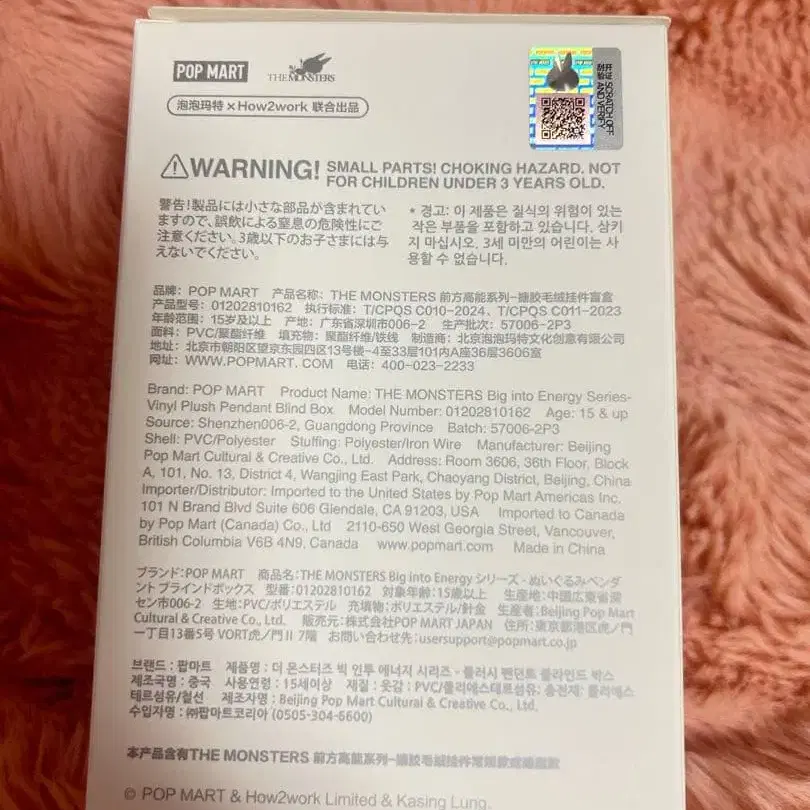 POP MART
THE MONSTERS
泡泡玛特 × How2work 联合出品
刮开涂层 验证真伪
SCRATCH OFF AND VERIFY
WARNING! SMALL PARTS! CHOKING HAZARD. NOT
FOR CHILDREN UNDER 3 YEARS OLD.
警告!製品には小さな部品が含まれてい
ますので、誤飲による窒息の危険性にご
注意ください。3歳以下のお子さまには与
えないでください。
* 경고: 이 제품은 질식의 위험이 있는
작은 부품을 포함하고 있습니다. 삼키
지 마십시오. 3세 미만의 어린이는 사
용할 수 없습니다.
品牌: POP MART 产品名称: THE MONSTERS 前方高能系列-搪胶毛绒挂件盲盒
产品型号: 01202810162 执行标准: T/CPQS C010-2024、T/CPQS C011-2023
年龄范围: 15岁及以上 产地: 广东省深圳市006-2 生产批次: 57006-2P3
面料: PVC/聚酯纤维 填充物: 聚酯纤维/铁线 制造商: 北京泡泡玛特文化创意有限公司
地址: 北京市朝阳区望京东园四区13号楼-4至33层101内A座36层3606室
网址: WWW.POPMART. COM 电话: 400-023-2233
Brand: POP MART Product Name: THE MONSTERS Big into Energy Series-
Vinyl Plush Pendant Blind Box Model Number: 01202810162 Age: 15 & up
Source: Shenzhen006-2, Guangdong Province Batch: 57006-2P3
Shell: PVC/Polyester Stuffing: Polyester/Iron Wire Manufacturer: Beijing
Pop Mart Cultural & Creative Co., Ltd. Address: Room 3606, 36th Floor, Block
A, 101, No. 13, District 4, Wangjing East Park, Chaoyang District, Beijing, China
Importer/Distributor: Imported to the United States by Pop Mart Americas Inc.
101 N Brand Blvd Suite 606 Glendale, CA 91203, USA Imported to Canada
by Pop Mart (Canada) Co., Ltd 2110-650 West Georgia Street, Vancouver,
British Columbia V6B 4N9, Canada www.popmart.com Made in China
ブランド: POP MART 商品名: THE MONSTERS Big into Energy シリーズ - ぬいぐるみペンダ
ント ブラインドボックス 型番: 01202810162 対象年齢: 15歳以上 生産地: 中国広東省深
セン市006-2 生地: PVC/ポリエステル 充填物: ポリエステル/針金 生産者: Beijing Pop Mart
Cultural & Creative Co., Ltd. 販売元: 株式会社POP MART JAPAN 住所: 東京都港区虎ノ門
一丁目13番5号 VORT虎ノ門Ⅱ 7階 お問い合わせ先: usersupport@popmart.co.jp
브랜드 : 팝마트 제품명 : 더 몬스터즈 빅 인투 에너지 시리즈 - 플러시 펜던트 블라인드 박스
제조국명 : 중국 사용연령 : 15세이상 재질 : 옷감 : PVC/폴리에스테르섬유; 충전재: 폴리에스
테르섬유/철선 제조자명 : Beijing Pop Mart Cultural & Creative Co., Ltd.
수입자명 : ㈜팝마트코리아 (0505-304-6600)
本产品含有THE MONSTERS 前方高能系列-搪胶毛绒挂件常规款或隐藏款
© POP MART & How2work Limited & Kasing Lung.